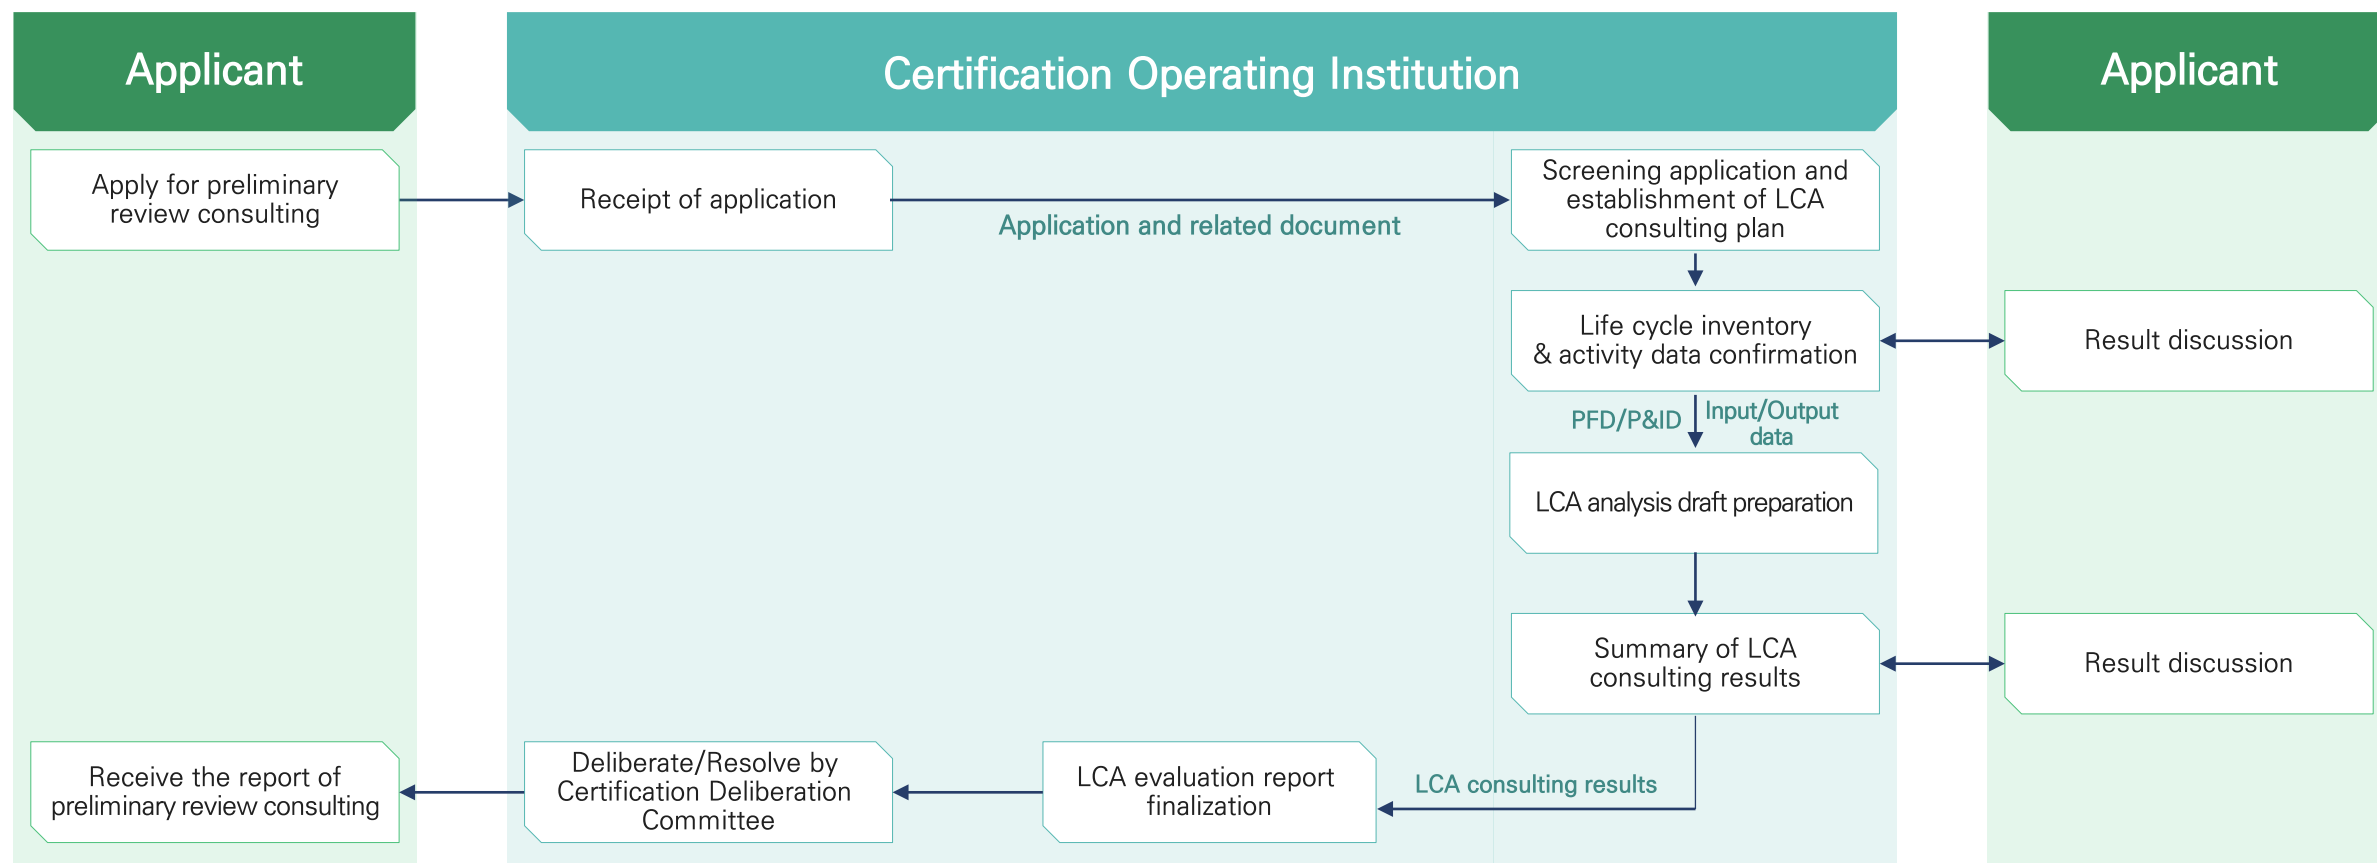 Applicant
Certification Operating Institution
Applicant
Apply for preliminary
review consulting
Receipt of application
Application and related document
Screening application and
establishment of LCA
consulting plan
Life cycle inventory
& activity data confirmation
Result discussion
PFD/P&ID
Input/Output
data
LCA analysis draft preparation
Summary of LCA
consulting results
Result discussion
Receive the report of
preliminary review consulting
Deliberate/Resolve by
Certification Deliberation
Committee
LCA evaluation report
finalization
LCA consulting results